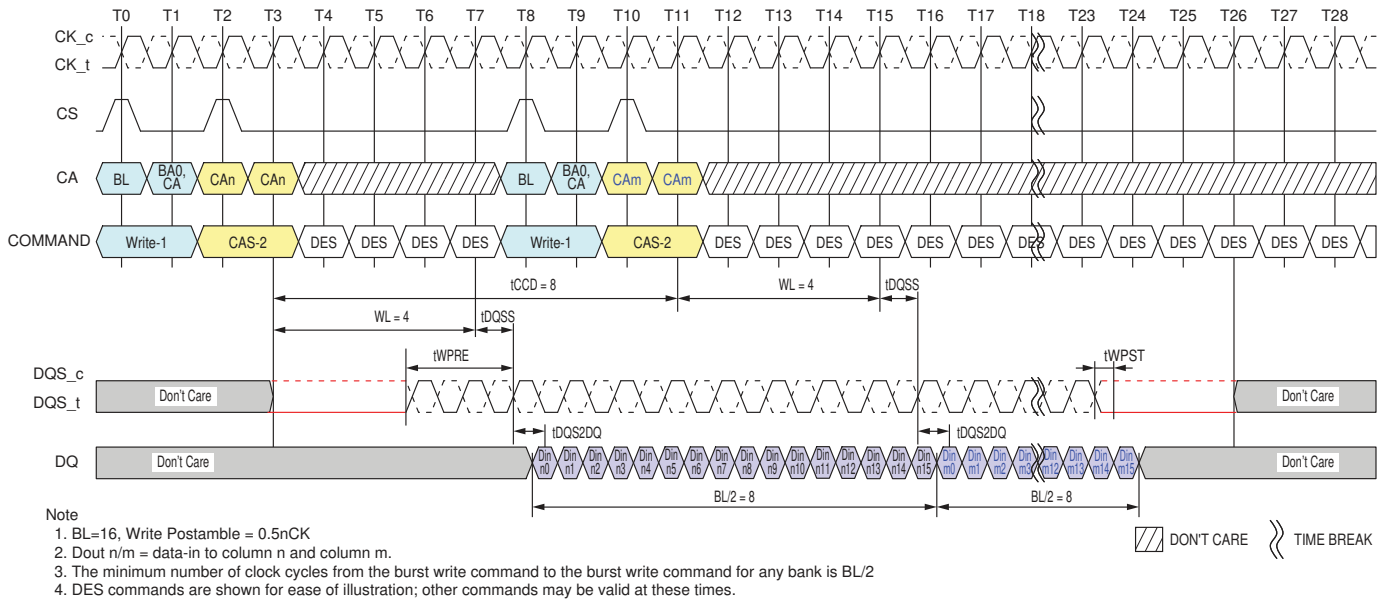 T0 T1 T2 T3 T4 T5 T6 T7 T8 T9 T10 T11 T12 T13 T14 T15 T16 T17 T18 T23 T24 T25 T26 T27 T28
CK_c
CK_t
CS
CA BL BA0, CA CAn CAn BL BA0, CA CAm CAm
COMMAND Write-1 CAS-2 DES DES DES DES Write-1 CAS-2 DES DES DES DES DES DES DES DES DES DES DES DES DES
tCCD = 8 WL = 4 tDQSS
WL = 4 tDQSS
tWPRE tWPST
DQS_c
DQS_t Don't Care Don't Care
tDQS2DQ tDQS2DQ
DQ Don't Care Din n0 Din n1 Din n2 Din n3 Din n4 Din n5 Din n6 Din n7 Din n8 Din n9 Din n10 Din n11 Din n12 Din n13 Din n14 Din n15 Din m0 Din m1 Din m2 Din m3 Din m12 Din m13 Din m14 Din m15 Don't Care
BL/2 = 8 BL/2 = 8
Note
1. BL=16, Write Postamble = 0.5nCK
2. Dout n/m = data-in to column n and column m.
3. The minimum number of clock cycles from the burst write command to the burst write command for any bank is BL/2
4. DES commands are shown for ease of illustration; other commands may be valid at these times.
DON'T CARE TIME BREAK